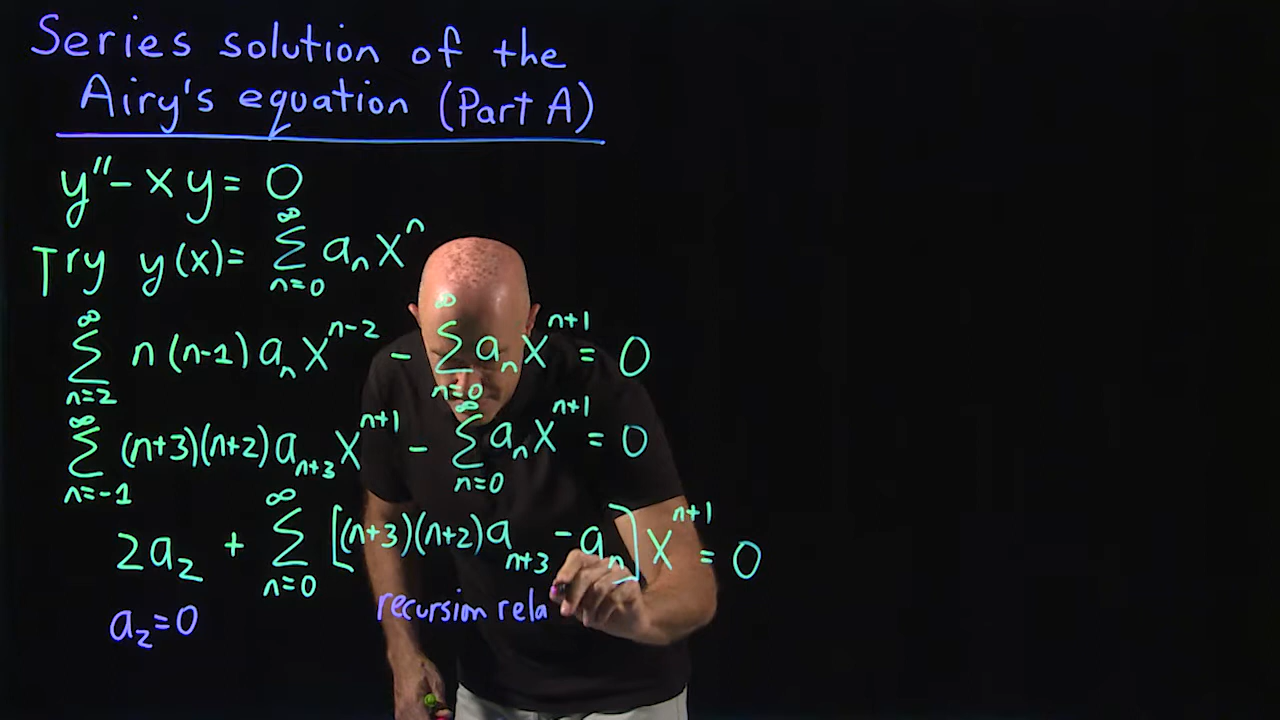 Series solution of the
Airy's equation (Part A)
y'' - xy = 0
Try y(x) = ∑_{n=0}^{∞} a_n x^n
∑_{n=2}^{∞} n(n-1) a_n x^{n-2} - ∑_{n=0}^{∞} a_n x^{n+1} = 0
∑_{n=-1}^{∞} (n+3)(n+2) a_{n+3} x^{n+1} - ∑_{n=0}^{∞} a_n x^{n+1} = 0
2a_2 + ∑_{n=0}^{∞} [(n+3)(n+2) a_{n+3} - a_n] x^{n+1} = 0
a_2 = 0 recursion rela